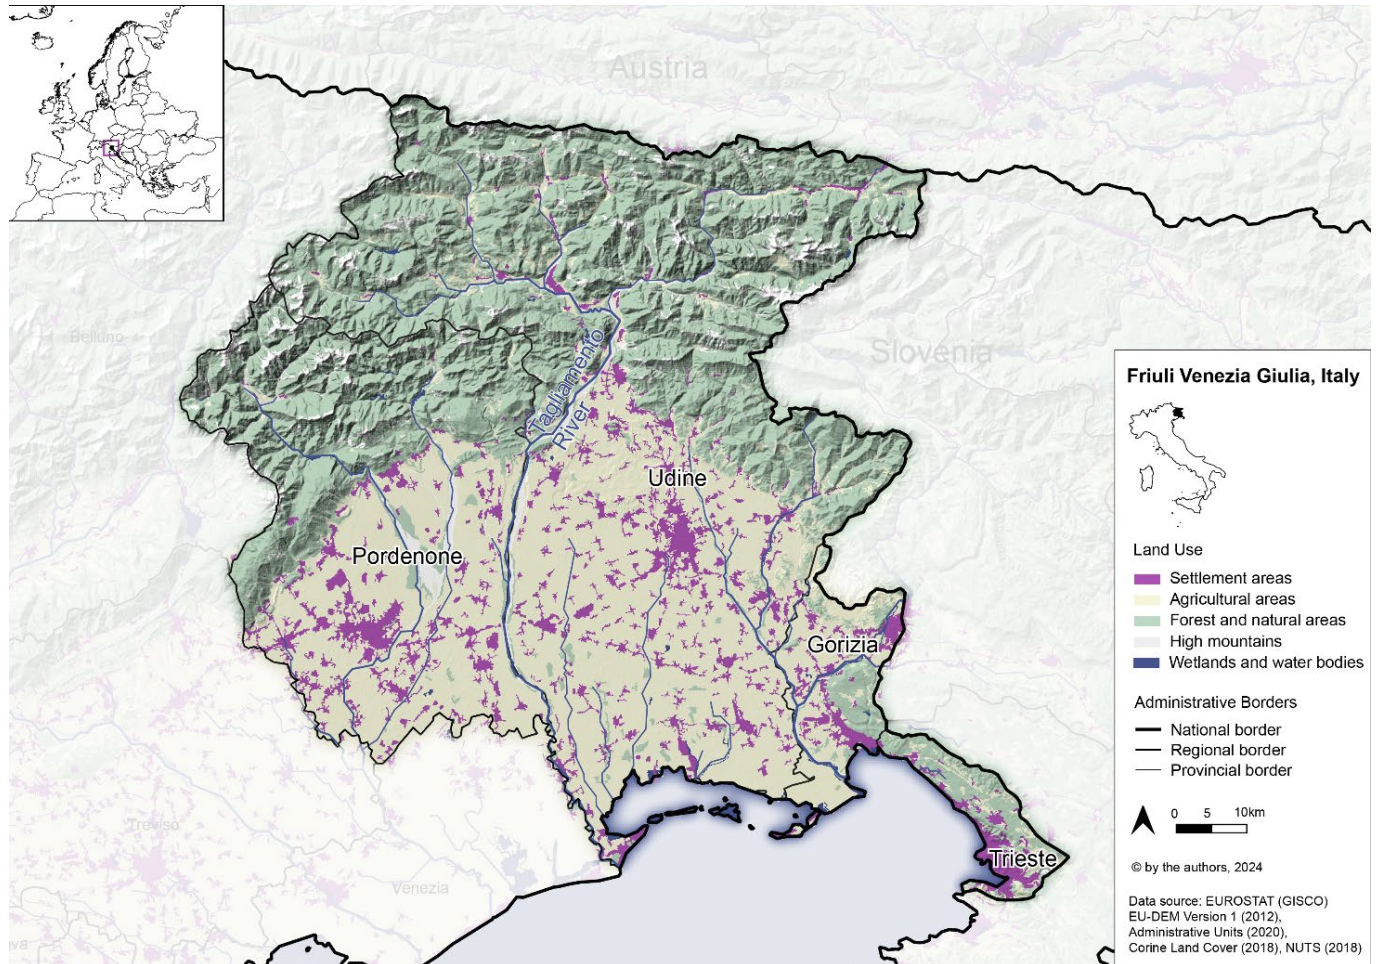 Austria
Slovenia
Belluno
Tagliamento
River
Udine
Pordenone
Gorizia
Trieste
Treviso
Venezia
Friuli Venezia Giulia, Italy
Land Use
Settlement areas
Agricultural areas
Forest and natural areas
High mountains
Wetlands and water bodies
Administrative Borders
National border
Regional border
Provincial border
0 5 10km
© by the authors, 2024
Data source: EUROSTAT (GISCO)
EU-DEM Version 1 (2012),
Administrative Units (2020),
Corine Land Cover (2018), NUTS (2018)